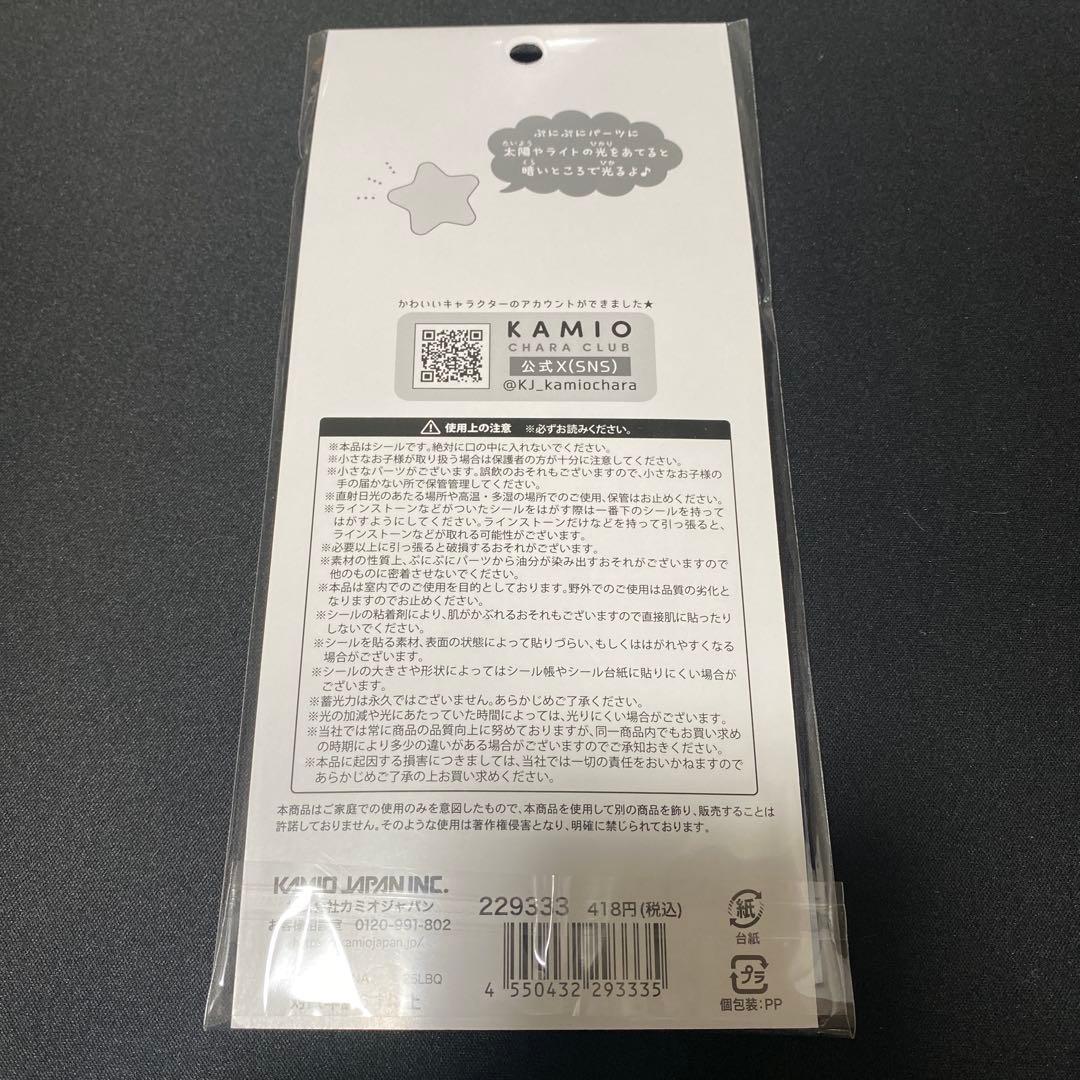 ぷにぷにパーツに
太陽やライトの光をあてると
暗いところで光るよ♪
かわいいキャラクターのアカウントができました★
KAMIO
CHARA CLUB
公式X(SNS)
@KJ_kamiochara
使用上の注意 ※必ずお読みください。
※本品はシールです。絶対に口の中に入れないでください。
※小さなお子様が取り扱う場合は保護者の方が十分に注意してください。
※小さなパーツがございます。誤飲のおそれもございますので、小さなお子様の
手の届かない所で保管管理してください。
※直射日光のあたる場所や高温・多湿の場所でのご使用、保管はお止めください。
※ラインストーンなどがついたシールをはがす際は一番下のシールを持って
はがすようにしてください。ラインストーンだけなどを持って引っ張ると、
ラインストーンなどが取れる可能性がございます。
※必要以上に引っ張ると破損するおそれがございます。
※素材の性質上、ぷにぷにパーツから油分が染み出すおそれがございますので
他のものに密着させないでください。
※本品は室内でのご使用を目的としております。野外でのご使用は品質の劣化と
なりますのでお止めください。
※シールの粘着剤により、肌がかぶれるおそれもございますので直接肌に貼ったり
しないでください。
※シールを貼る素材、表面の状態によって貼りづらい、もしくははがれやすくなる
場合がございます。
※シールの大きさや形状によってはシール帳やシール台紙に貼りにくい場合が
ございます。
※蓄光力は永久ではございません。あらかじめご了承ください。
※光の加減や光にあたっていた時間によっては、光りにくい場合がございます。
※当社では常に商品の品質向上に努めておりますが、同一商品内でもお買い求め
の時期により多少の違いがある場合がございますのでご承知おきください。
※本品に起因する損害につきましては、当社では一切の責任をおいかねますので
あらかじめご了承の上お買い求めください。
本商品はご家庭での使用のみを意図したもので、本商品を使用して別の商品を飾り、販売することは
許諾しておりません。そのような使用は著作権侵害となり、明確に禁じられております。
KAMIO JAPAN INC.
社カミオジャパン
お客様相談室 0120-991-802
kamiojapan.jp/
25LBQ
229333 418円(税込)
4 550432 293335
紙
台紙
プラ
個包装:PP